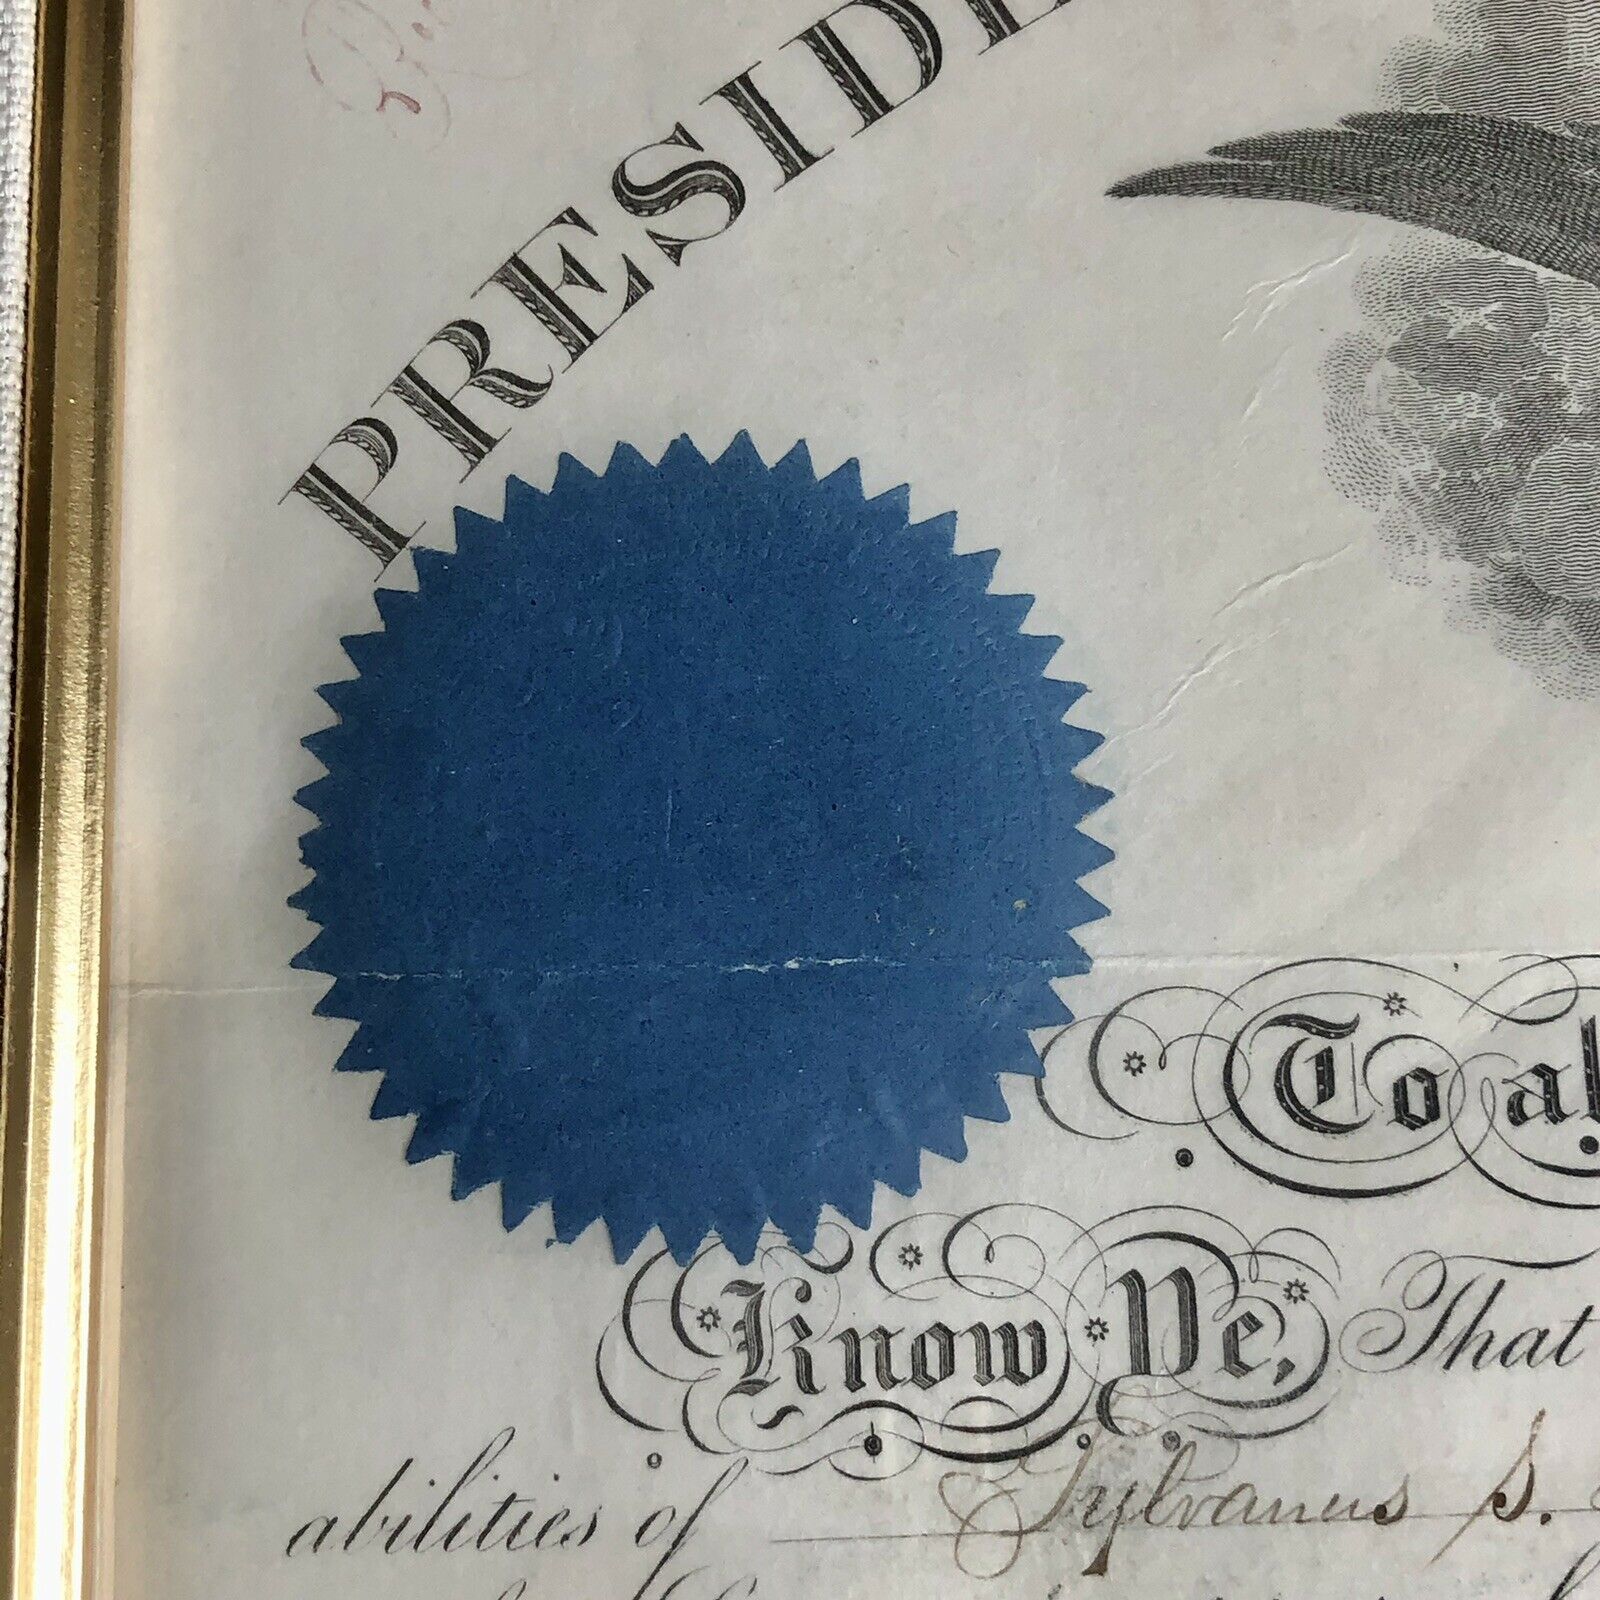 PRESIDE
To al
Know Ye, That
abilities of Sylvanus S.